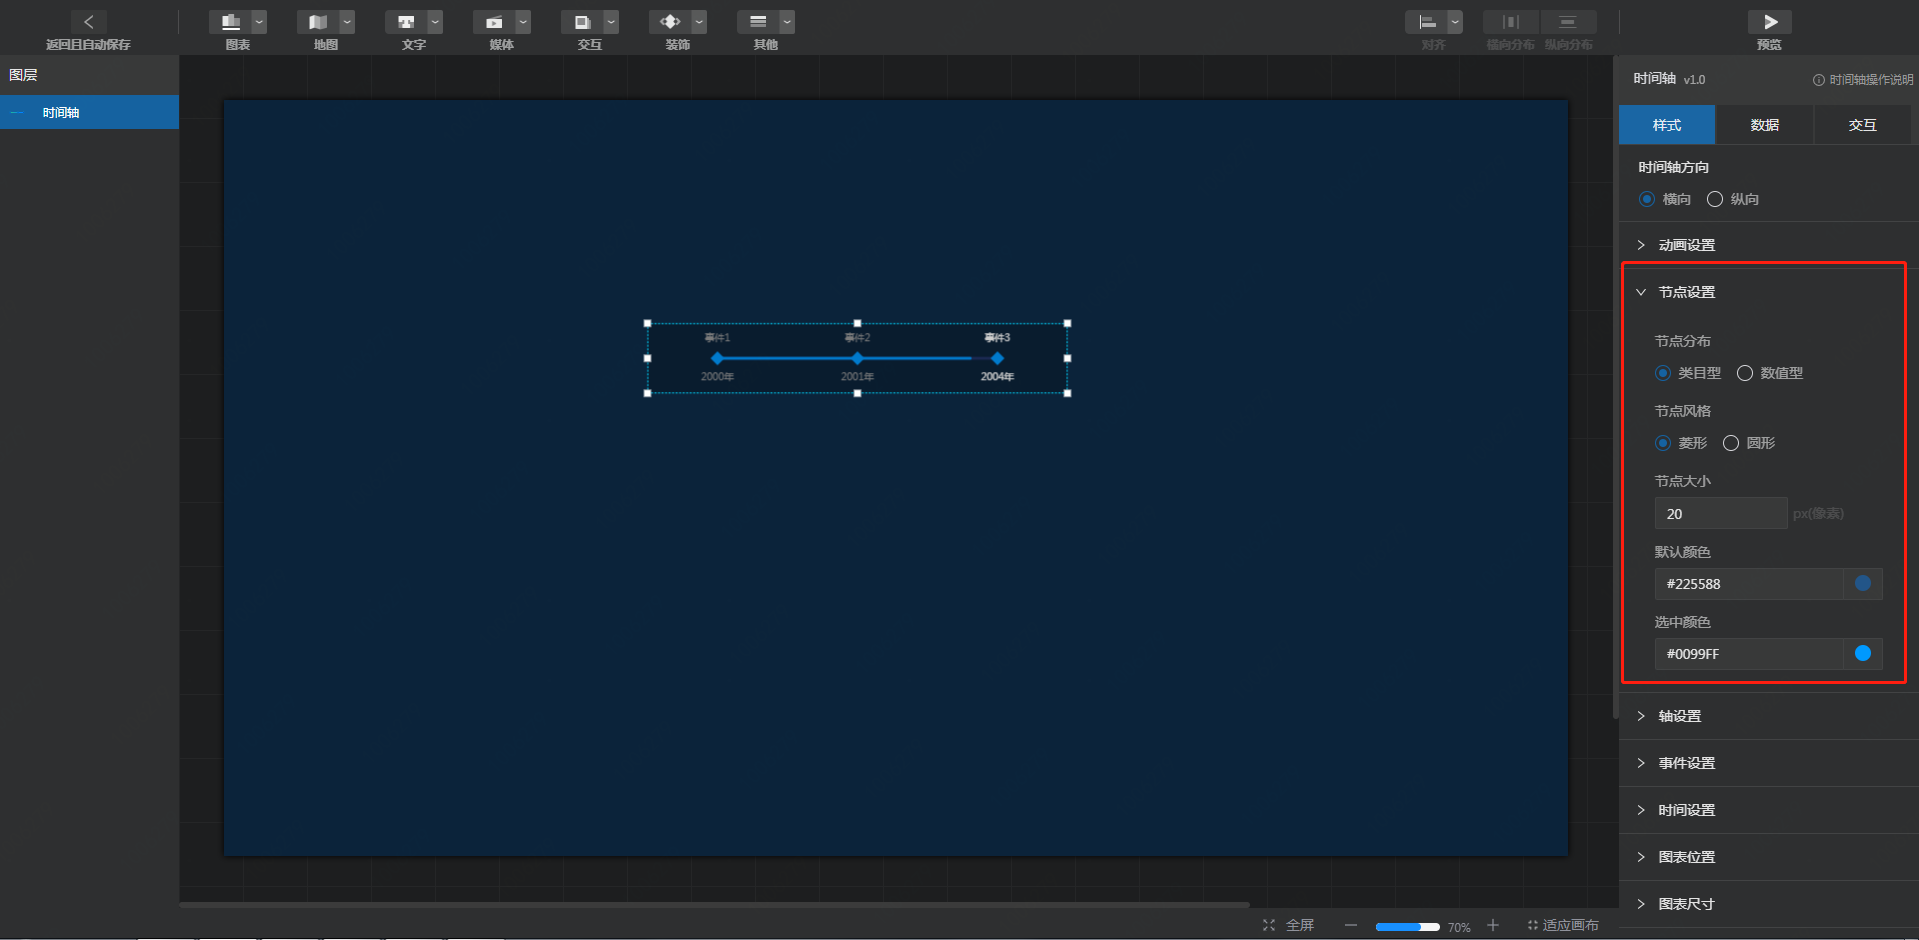 返回且自动保存
图表
地图
文字
媒体
交互
装饰
其他
对齐
横向分布
纵向分布
预览
图层
时间轴
事件1
事件2
事件3
2000年
2001年
2004年
时间轴 v1.0
时间轴操作说明
样式
数据
交互
时间轴方向
横向
纵向
动画设置
节点设置
节点分布
类目型
数值型
节点风格
菱形
圆形
节点大小
20
px(像素)
默认颜色
#225588
选中颜色
#0099FF
轴设置
事件设置
时间设置
图表位置
图表尺寸
全屏
70%
适应画布